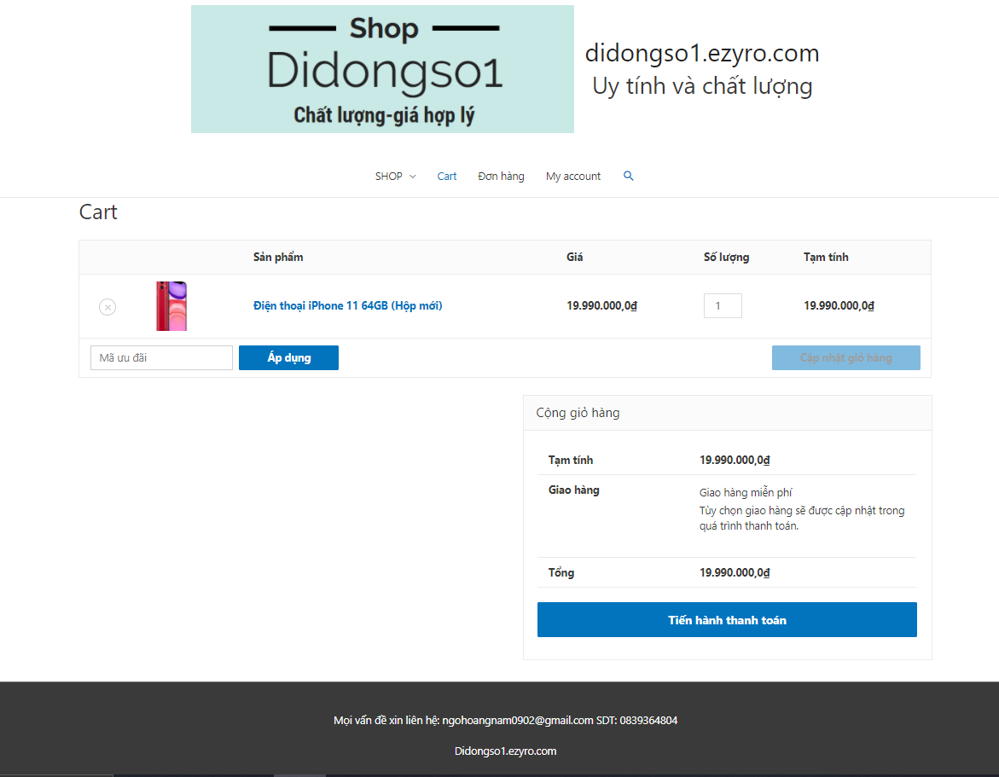 Shop
Didongso1
Chất lượng-giá hợp lý
didongso1.ezyro.com
Uy tính và chất lượng
SHOP Cart Đơn hàng My account
Cart
Sản phẩm Giá Số lượng Tạm tính
Điện thoại iPhone 11 64GB (Hộp mới) 19.990.000,0₫ 1 19.990.000,0₫
Mã ưu đãi Áp dụng Cập nhật giỏ hàng
Cộng giỏ hàng
Tạm tính 19.990.000,0₫
Giao hàng Giao hàng miễn phí
Tùy chọn giao hàng sẽ được cập nhật trong
quá trình thanh toán.
Tổng 19.990.000,0₫
Tiến hành thanh toán
Mọi vấn đề xin liên hệ: ngohoangnam0902@gmail.com SDT: 0839364804
Didongso1.ezyro.com